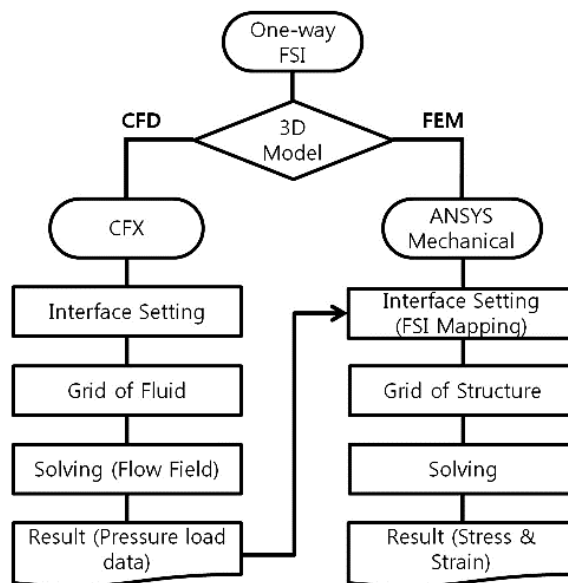 One-way
FSI
CFD
FEM
3D
Model
CFX
ANSYS
Mechanical
Interface Setting
Interface Setting
(FSI Mapping)
Grid of Fluid
Grid of Structure
Solving (Flow Field)
Solving
Result (Pressure load
data)
Result (Stress &
Strain)